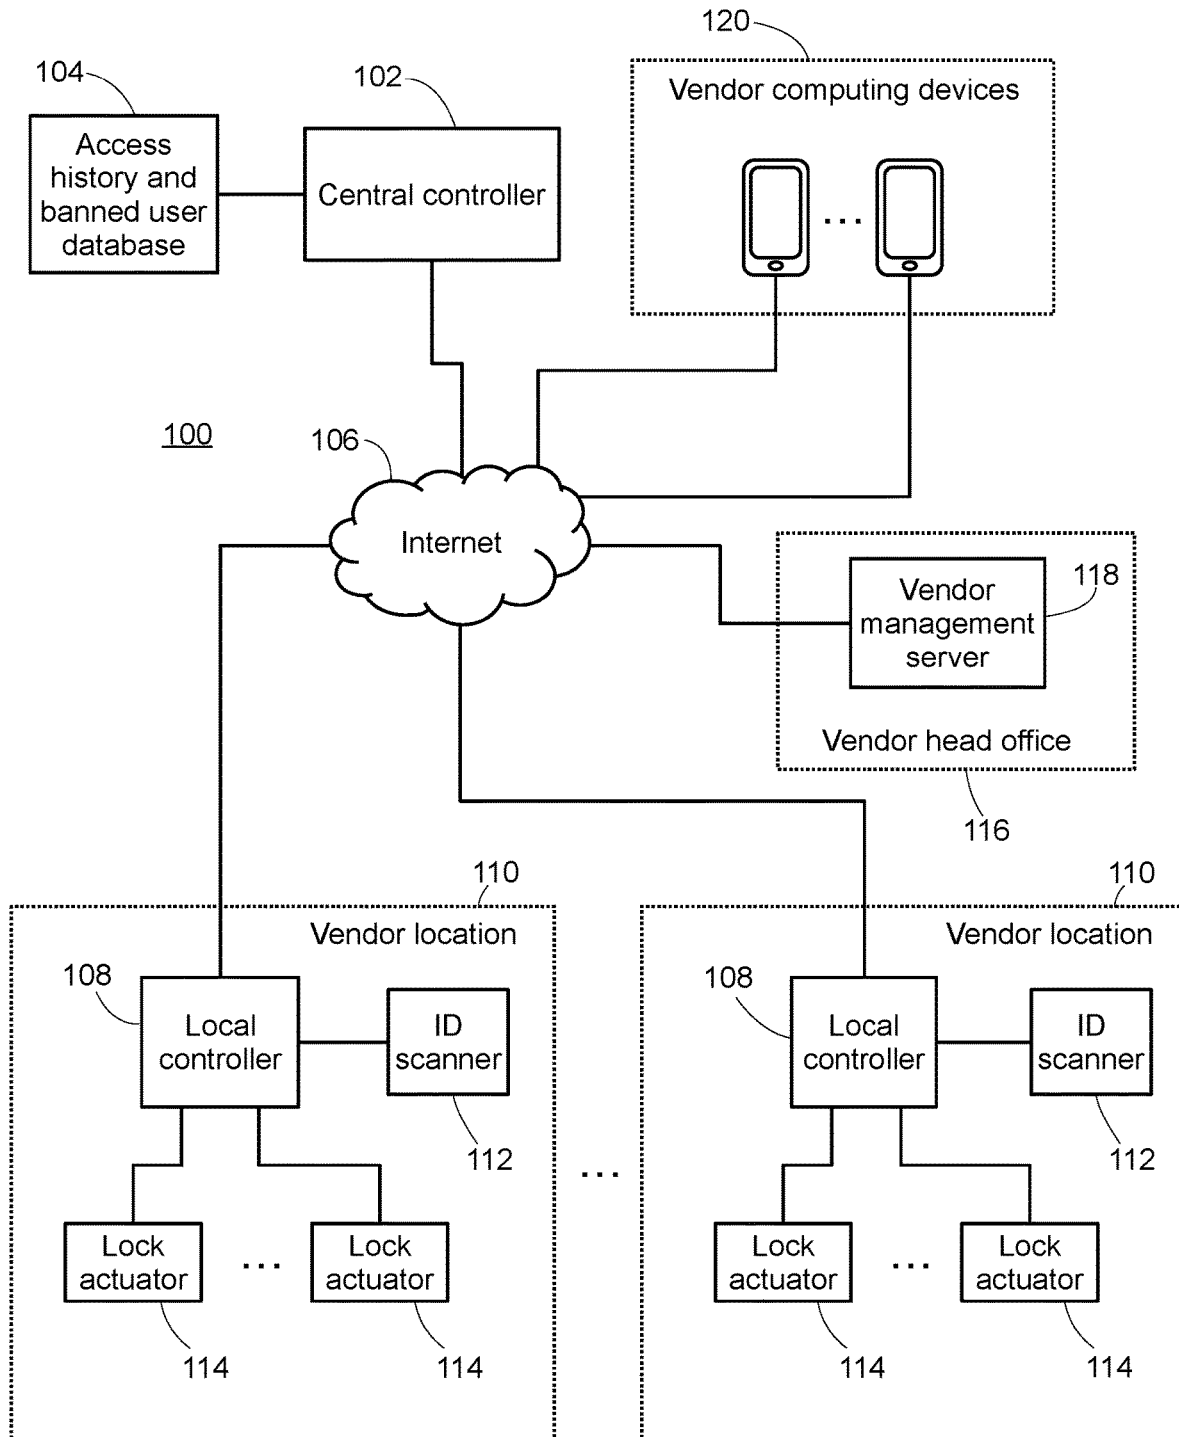 120
104
102
Vendor computing devices
Access
history and
banned user
database
Central controller
...
100
106
Internet
Vendor
management
server
118
Vendor head office
116
110
110
Vendor location
Vendor location
108
Local
controller
ID
scanner
112
108
Local
controller
ID
scanner
112
...
Lock
actuator
...
Lock
actuator
Lock
actuator
...
Lock
actuator
114
114
114
114